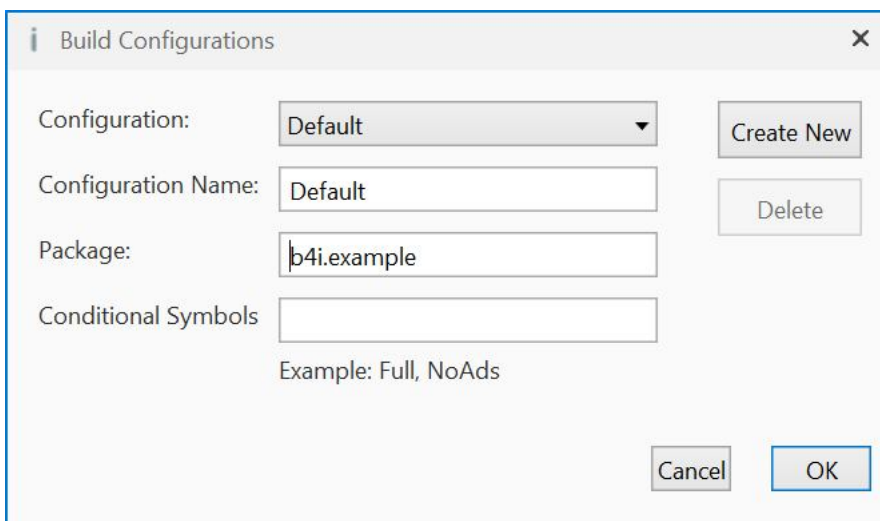 Build Configurations
Configuration: Default Create New
Configuration Name: Default Delete
Package: b4i.example
Conditional Symbols
Example: Full, NoAds
Cancel OK